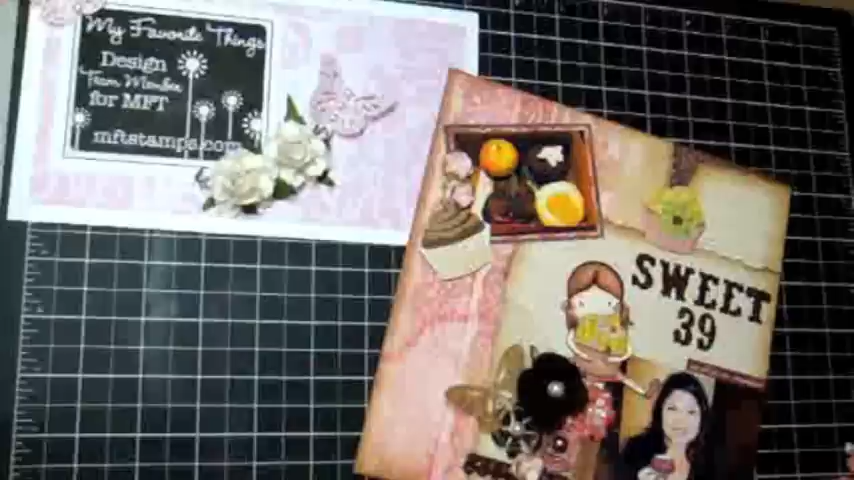 My Favorite Things
Design
Team Member
for MFT
mftstamps.com
SWEET
39